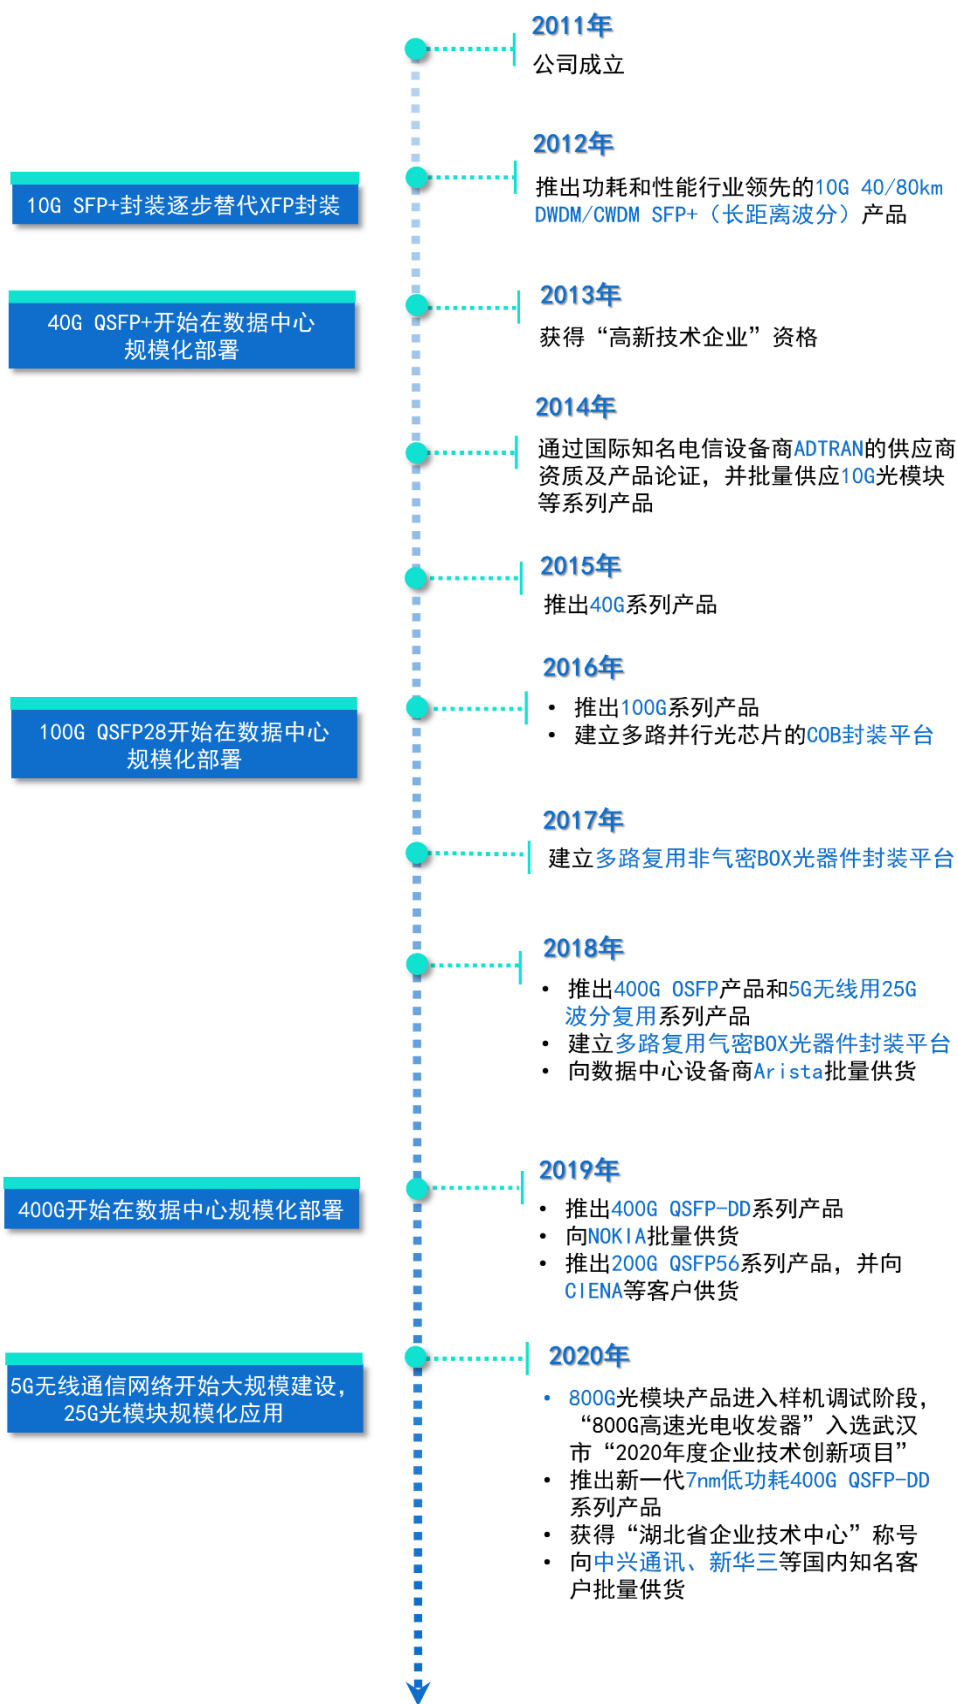 2011年
公司成立
2012年
10G SFP+封装逐步替代XFP封装
推出功耗和性能行业领先的10G 40/80km
DWDM/CWDM SFP+（长距离波分）产品
2013年
40G QSFP+开始在数据中心
规模化部署
获得“高新技术企业”资格
2014年
通过国际知名电信设备商ADTRAN的供应商
资质及产品论证，并批量供应10G光模块
等系列产品
2015年
推出40G系列产品
2016年
100G QSFP28开始在数据中心
规模化部署
• 推出100G系列产品
• 建立多路并行光芯片的COB封装平台
2017年
建立多路复用非气密BOX光器件封装平台
2018年
• 推出400G OSFP产品和5G无线用25G
波分复用系列产品
• 建立多路复用气密BOX光器件封装平台
• 向数据中心设备商Arista批量供货
2019年
400G开始在数据中心规模化部署
• 推出400G QSFP-DD系列产品
• 向NOKIA批量供货
• 推出200G QSFP56系列产品，并向
CIENA等客户供货
2020年
5G无线通信网络开始大规模建设，
25G光模块规模化应用
• 800G光模块产品进入样机调试阶段，
“800G高速光电收发器”入选武汉
市“2020年度企业技术创新项目”
• 推出新一代7nm低功耗400G QSFP-DD
系列产品
• 获得“湖北省企业技术中心”称号
• 向中兴通讯、新华三等国内知名客
户批量供货